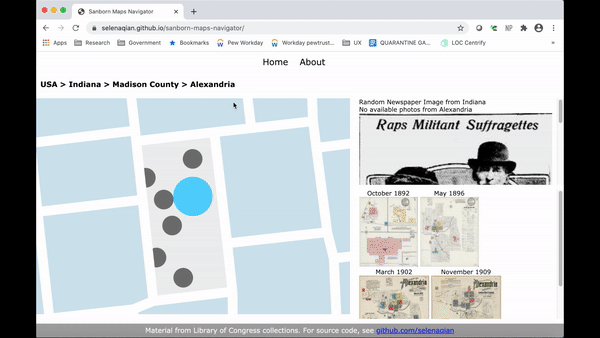 Sanborn Maps Navigator
selenaqian.github.io/sanborn-maps-navigator/
Apps Research Government Bookmarks Pew Workday Workday pewtrust... UX QUARANTINE GA... LOC Centrify
Home About
USA > Indiana > Madison County > Alexandria
Random Newspaper Image from Indiana
No available photos from Alexandria
Raps Militant Suffragettes
October 1892 May 1896
March 1902 November 1909
Alexandria Alexandria
Material from Library of Congress collections. For source code, see github.com/selenaqian